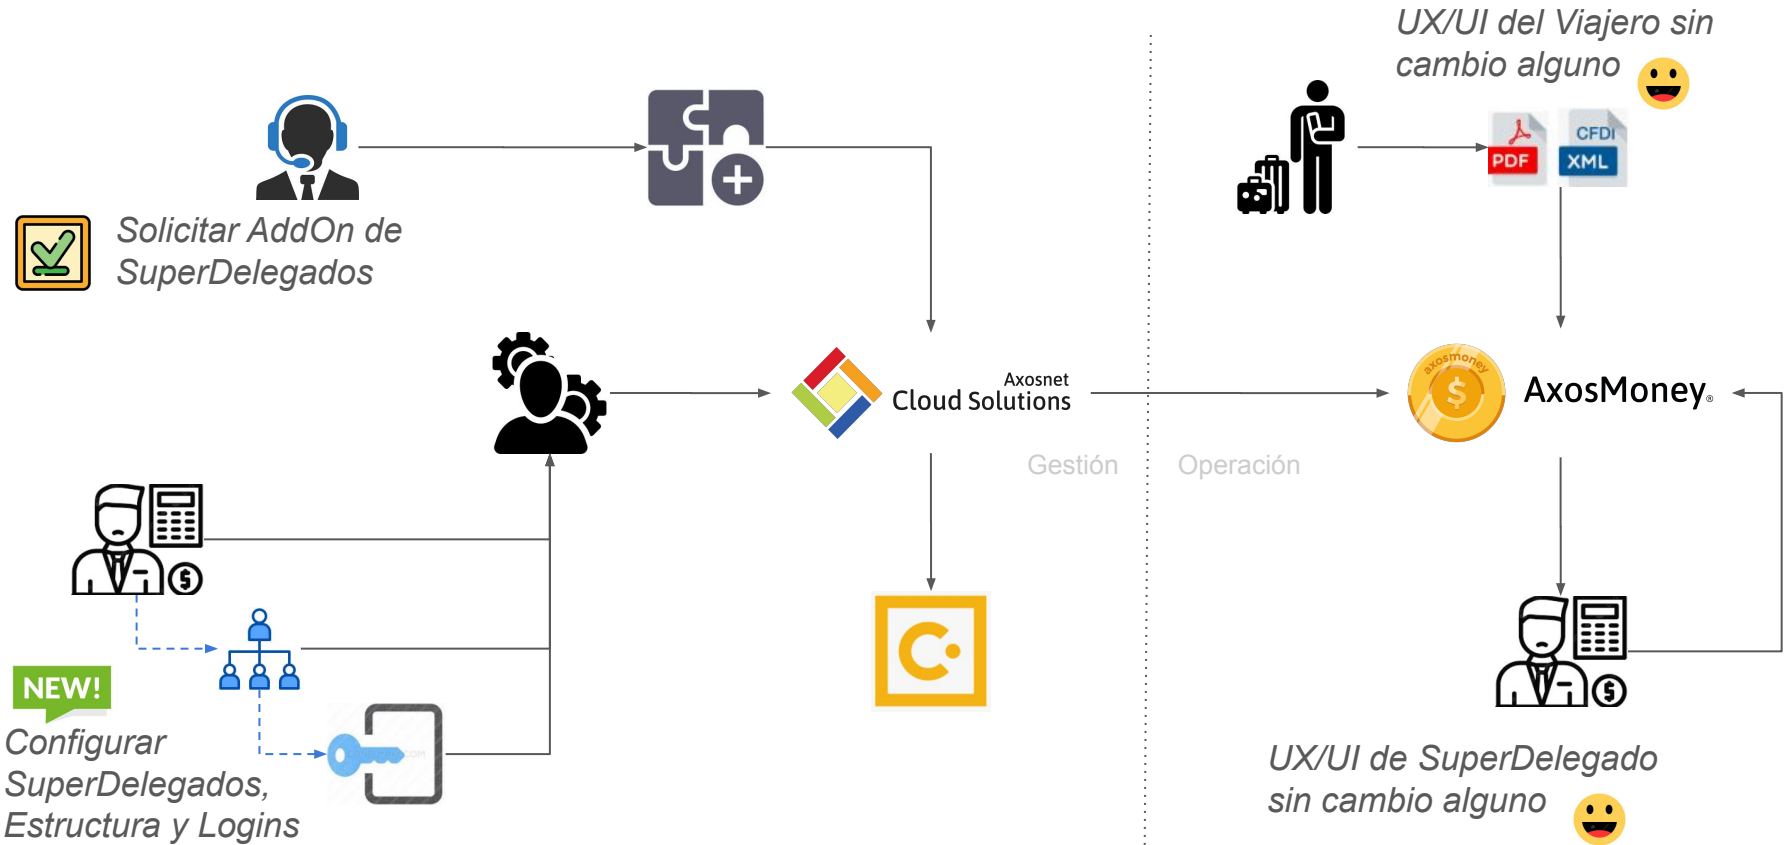 UX/UI del Viajero sin
cambio alguno
PDF
CFDI
XML
Solicitar AddOn de
SuperDelegados
Axosnet
Cloud Solutions
axosmoney
$
AxosMoney®
Gestión
Operación
$
NEW!
Configurar
SuperDelegados,
Estructura y Logins
C
$
UX/UI de SuperDelegado
sin cambio alguno